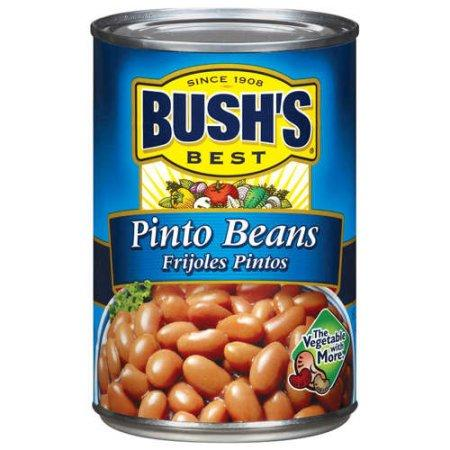 SINCE 1908
BUSH'S
BEST
Pinto Beans
Frijoles Pintos
The
Vegetable
with
More!